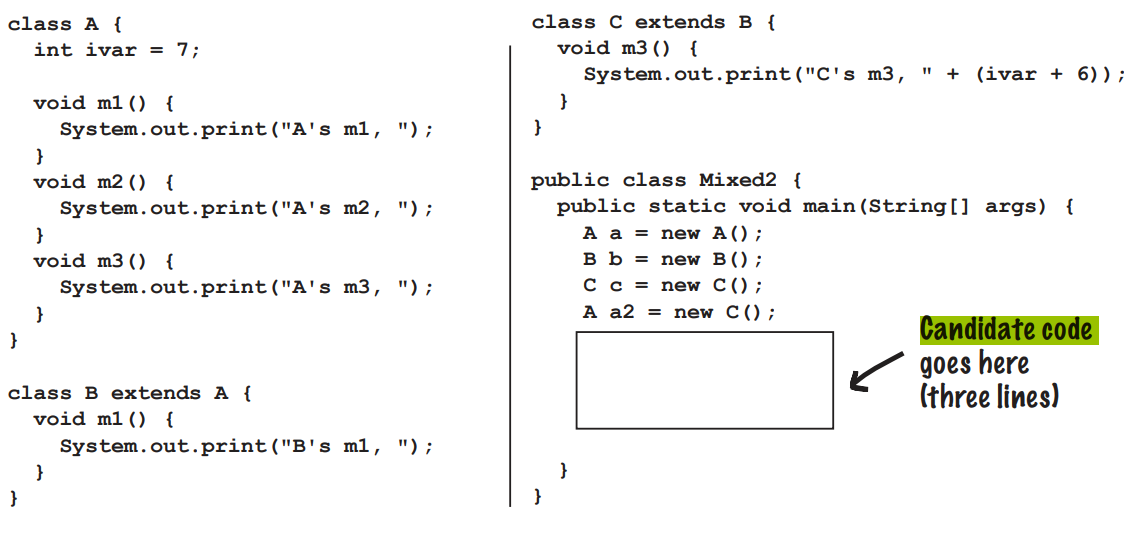 class A {
int ivar = 7;
void m1() {
System.out.print("A's m1, ");
}
void m2() {
System.out.print("A's m2, ");
}
void m3() {
System.out.print("A's m3, ");
}
}
class B extends A {
void m1() {
System.out.print("B's m1, ");
}
}
class C extends B {
void m3() {
System.out.print("C's m3, " + (ivar + 6));
}
}
public class Mixed2 {
public static void main(String[] args) {
A a = new A();
B b = new B();
C c = new C();
A a2 = new C();
Candidate code
goes here
(three lines)
}
}